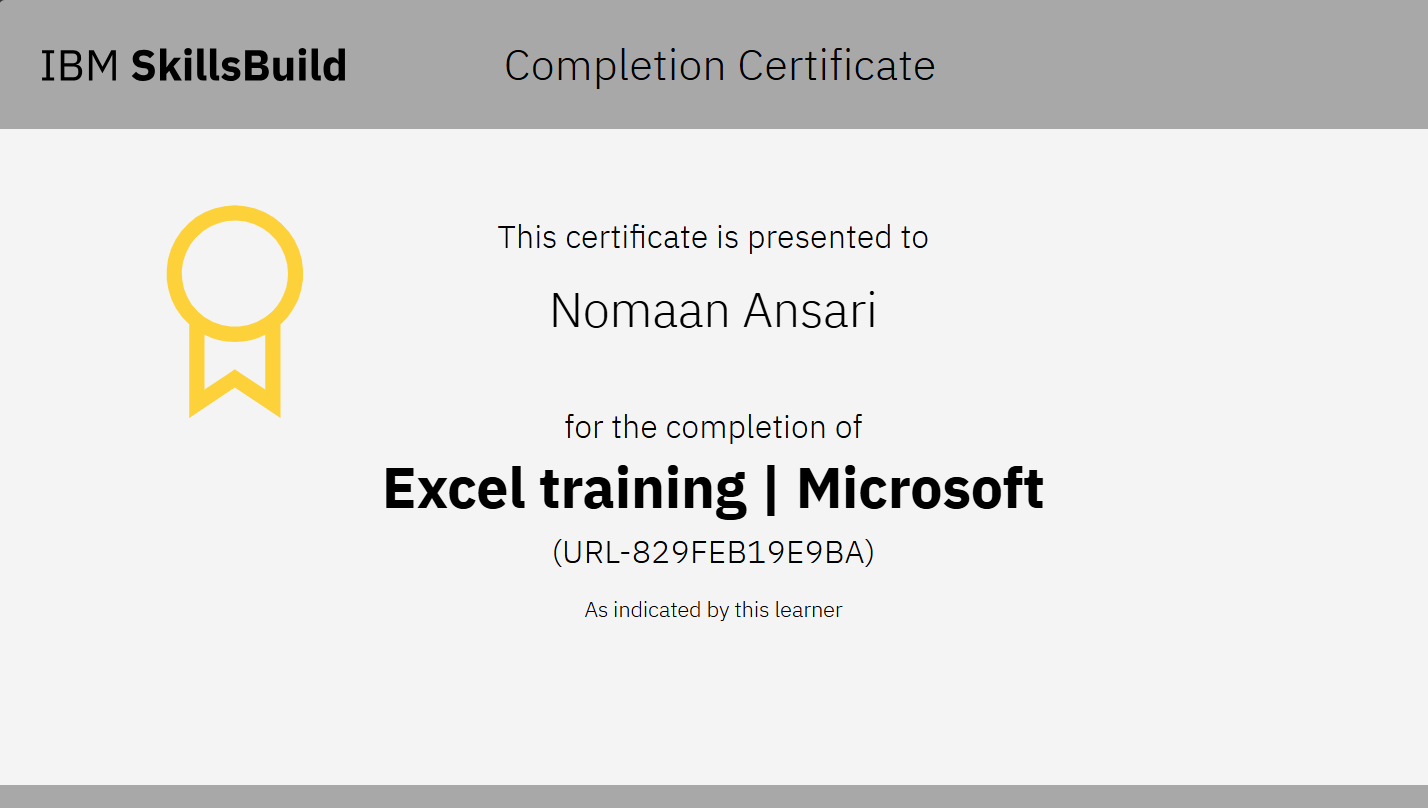 IBM SkillsBuild
Completion Certificate
This certificate is presented to
Nomaan Ansari
for the completion of
Excel training | Microsoft
(URL-829FEB19E9BA)
As indicated by this learner